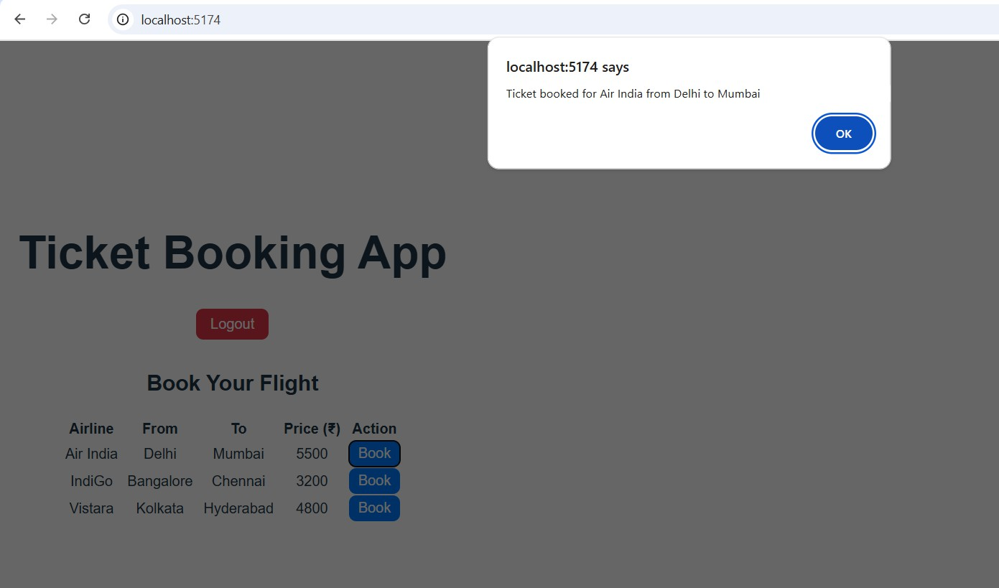 localhost:5174
localhost:5174 says
Ticket booked for Air India from Delhi to Mumbai
OK
Ticket Booking App
Logout
Book Your Flight
Airline From To Price (₹) Action
Air India Delhi Mumbai 5500 Book
IndiGo Bangalore Chennai 3200 Book
Vistara Kolkata Hyderabad 4800 Book